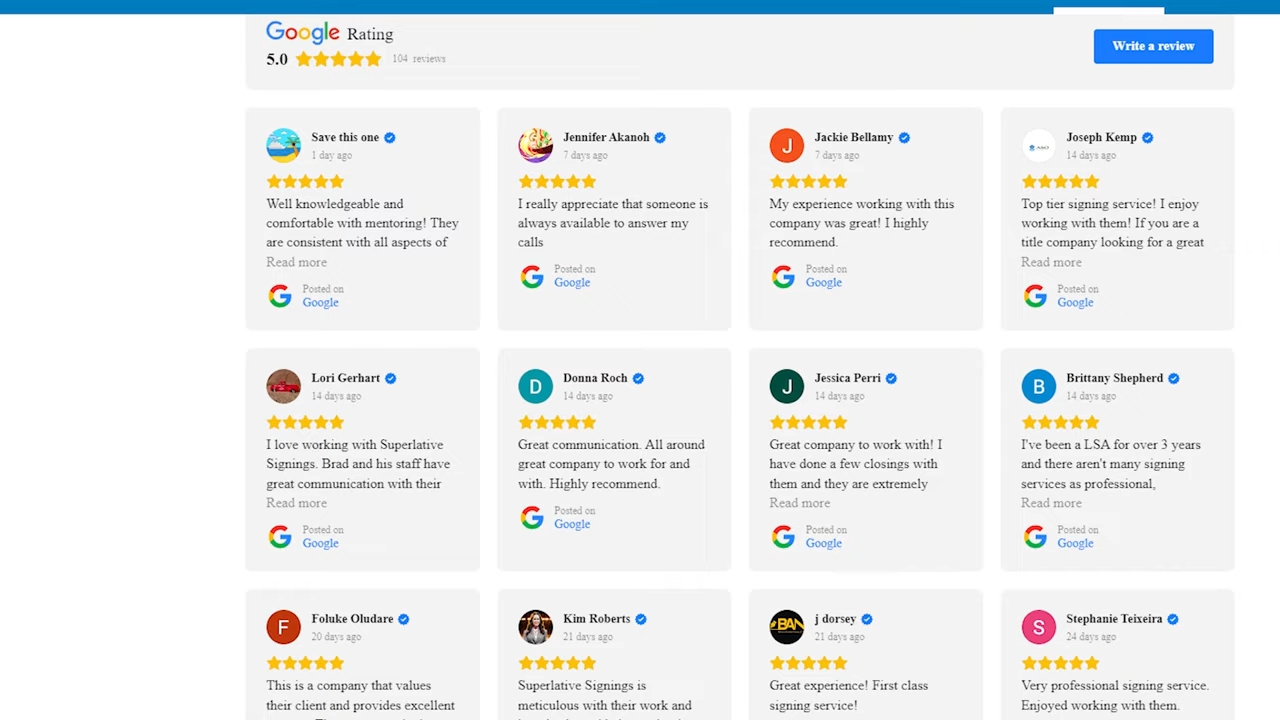 Google Rating
5.0 104 reviews
Write a review
Save this one
1 day ago
Well knowledgeable and
comfortable with mentoring! They
are consistent with all aspects of
Read more
Posted on
Google
Jennifer Akanoh
7 days ago
I really appreciate that someone is
always available to answer my
calls
Posted on
Google
J
Jackie Bellamy
7 days ago
My experience working with this
company was great! I highly
recommend.
Posted on
Google
Joseph Kemp
14 days ago
Top tier signing service! I enjoy
working with them! If you are a
title company looking for a great
Read more
Posted on
Google
Lori Gerhart
14 days ago
I love working with Superlative
Signings. Brad and his staff have
great communication with their
Read more
Posted on
Google
D
Donna Roch
14 days ago
Great communication. All around
great company to work for and
with. Highly recommend.
Posted on
Google
J
Jessica Perri
14 days ago
Great company to work with! I
have done a few closings with
them and they are extremely
Read more
Posted on
Google
B
Brittany Shepherd
14 days ago
I've been a LSA for over 3 years
and there aren't many signing
services as professional,
Read more
Posted on
Google
F
Foluke Oludare
20 days ago
This is a company that values
their client and provides excellent
Kim Roberts
21 days ago
Superlative Signings is
meticulous with their work and
j dorsey
21 days ago
Great experience! First class
signing service!
S
Stephanie Teixeira
24 days ago
Very professional signing service.
Enjoyed working with them.